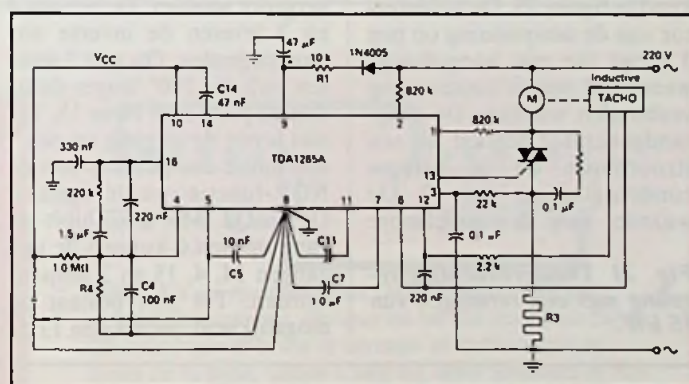 47 µF
VCC
10 k
R1
1N4005
220 V
C14
47 nF
820 k
M
Inductive
TACHO
10 14 9 2
330 nF
16
TDA1285A
1
820 k
220 k
220 nF
13
3
22 k
0.1 µF
4 5 8 11 7 6 12
1.5 µF
10 nF
C5
C11
0.1 µF
2.2 k
1.0 MΩ
R4
C4
100 nF
C7
1.0 µF
220 nF
R3